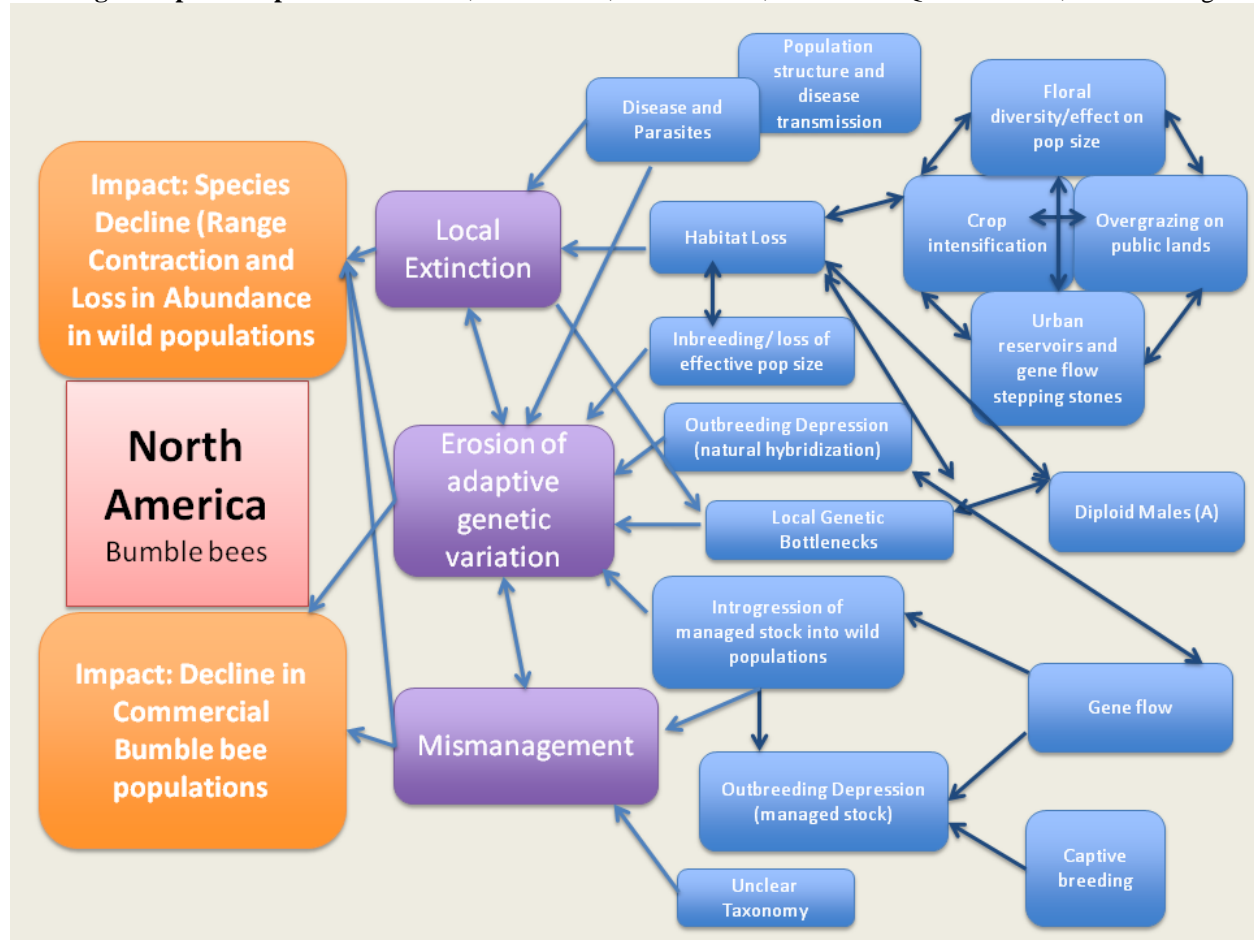 Population
structure and
disease
transmission
Disease and
Parasites
Floral
diversity/effect on
pop size
Impact: Species
Decline (Range
Contraction and
Loss in Abundance
in wild populations
Local
Extinction
Habitat Loss
Crop
intensification
Overgrazing on
public lands
Inbreeding/ loss of
effective pop size
Urban
reservoirs and
gene flow
stepping stones
North
America
Bumble bees
Erosion of
adaptive
genetic
variation
Outbreeding Depression
(natural hybridization)
Local Genetic
Bottlenecks
Diploid Males (A)
Introgression of
managed stock into wild
populations
Gene flow
Impact: Decline in
Commercial
Bumble bee
populations
Mismanagement
Outbreeding Depression
(managed stock)
Captive
breeding
Unclear
Taxonomy